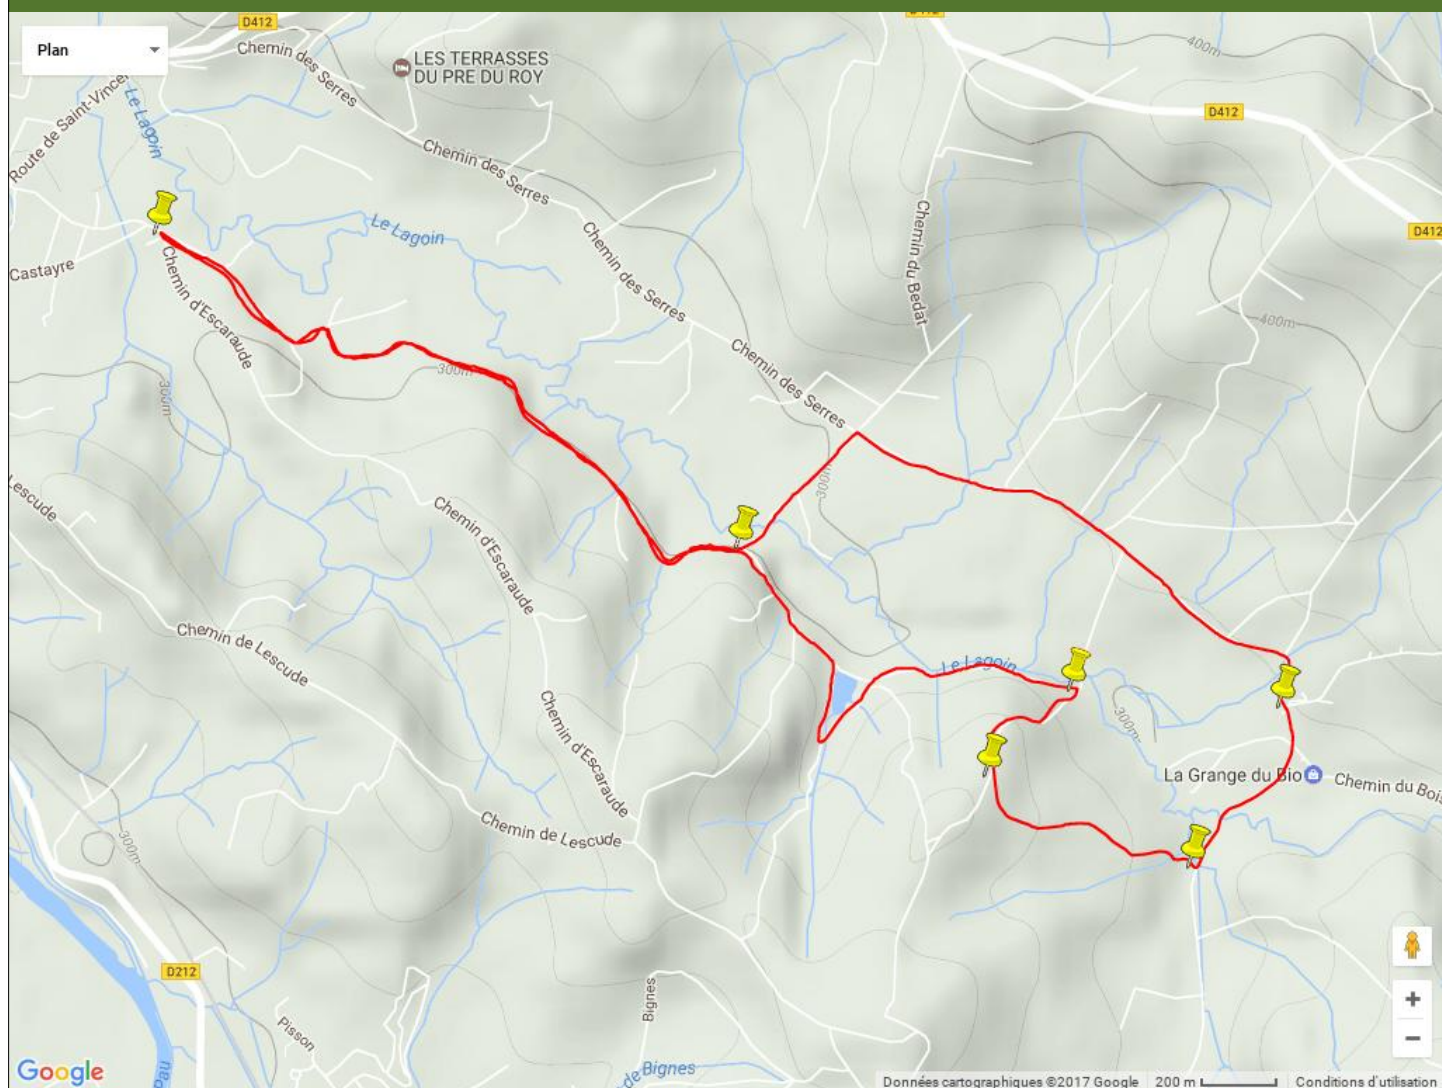 D412
D412
Plan
Chemin des Serres
LES TERRASSES
DU PRE DU ROY
400m
Route de Saint-Vincen
Le Lagoin
D412
Chemin des Serres
Le Lagoin
Chemin du Bedat
Chemin des Serres
D412
Castayre
Chemin d'Escaraude
400m
300m
300m
Chemin des Serres
300m
Lescude
Chemin d'Escaraude
Chemin de Lescude
Le Lagoin
300m
Chemin d'Escaraude
La Grange du Bio
Chemin du Bois
Chemin de Lescude
300m
D212
Bignes
Pisson
Pau
de Bignes
Google
Données cartographiques ©2017 Google
200 m
Conditions d'utilisation